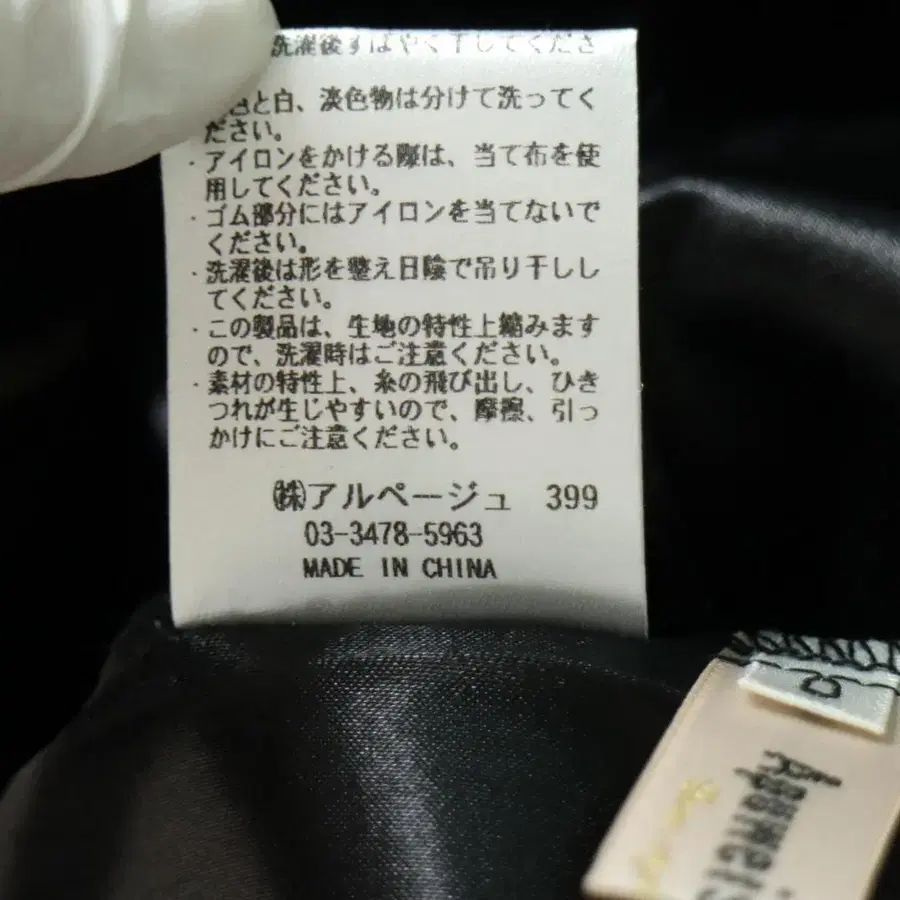 洗濯後すばやく干してくださ
色と白、淡色物は分けて洗ってく
ださい。
・アイロンをかける際は、当て布を使
用してください。
・ゴム部分にはアイロンを当てないで
ください。
・洗濯後は形を整え日陰で吊り干しし
てください。
・この製品は、生地の特性上縮みます
ので、洗濯時はご注意ください。
・素材の特性上、糸の飛び出し、ひき
つれが生じやすいので、摩擦、引っ
かけにご注意ください。
㈱アルページュ 399
03-3478-5963
MADE IN CHINA